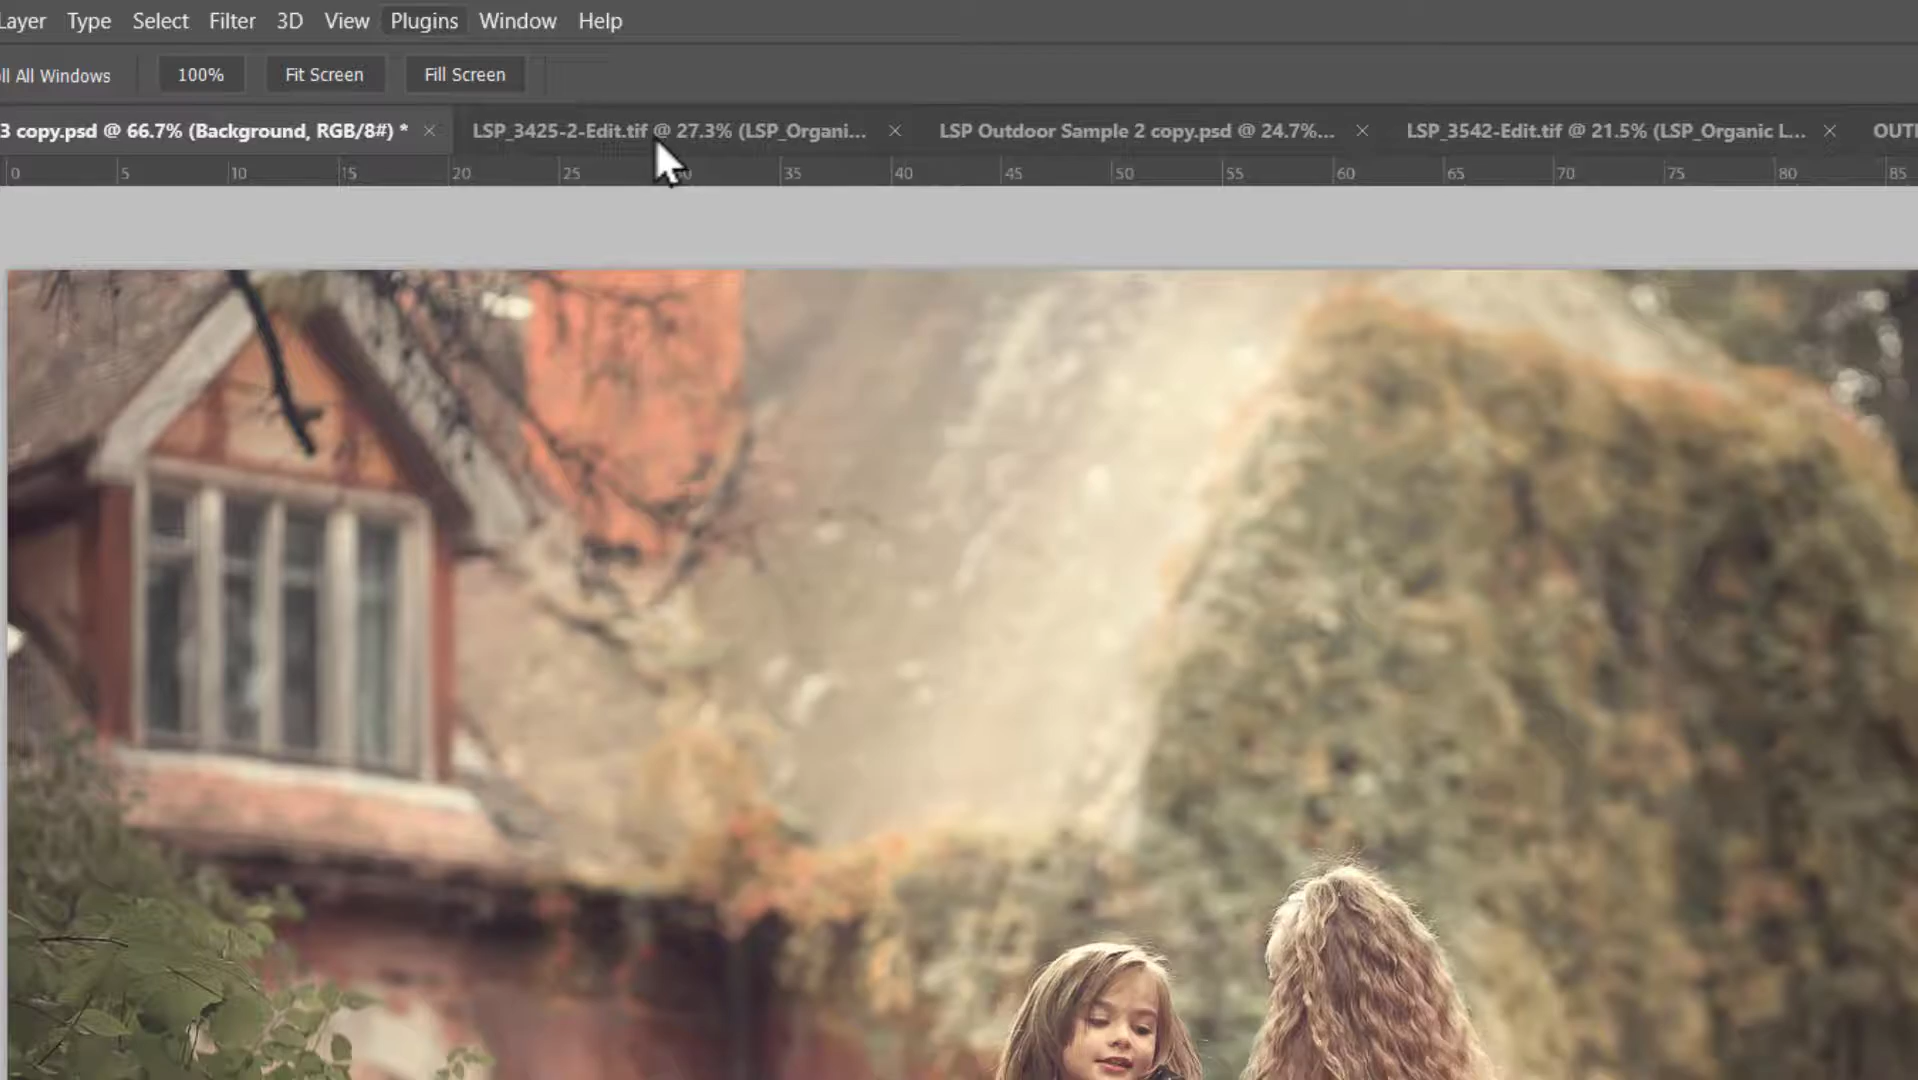 Layer Type Select Filter 3D View Plugins Window Help
ll All Windows 100% Fit Screen Fill Screen
3 copy.psd @ 66.7% (Background, RGB/8#) * × LSP_3425-2-Edit.tif @ 27.3% (LSP_Organi... × LSP Outdoor Sample 2 copy.psd @ 24.7%... × LSP_3542-Edit.tif @ 21.5% (LSP_Organic L... × OUT
0 5 10 15 20 25 35 40 45 50 55 60 65 70 75 80 85